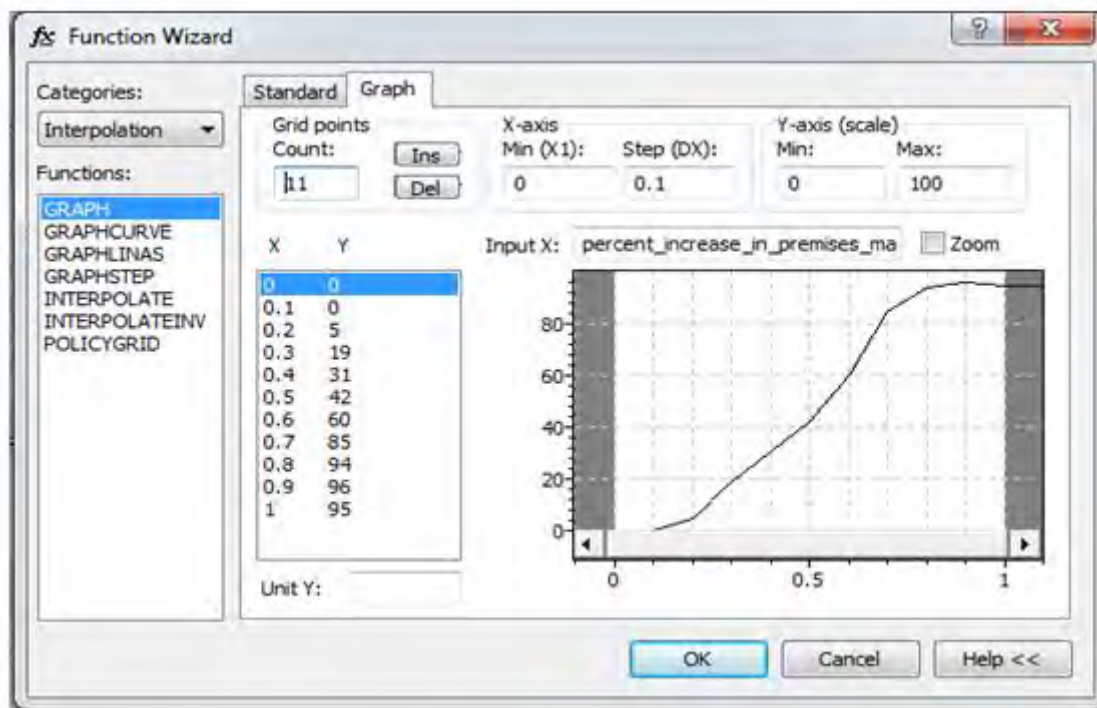 fx Function Wizard
?
Categories:
Interpolation
Functions:
GRAPH
GRAPHCURVE
GRAPHLINAS
GRAPHSTEP
INTERPOLATE
INTERPOLATEINV
POLICYGRID
Standard Graph
Grid points
Count:
11
Ins
Del
X-axis
Min (X1): Step (DX):
0 0.1
Y-axis (scale)
Min: Max:
0 100
X Y
0 0
0.1 0
0.2 5
0.3 19
0.4 31
0.5 42
0.6 60
0.7 85
0.8 94
0.9 96
1 95
Unit Y:
Input X: percent_increase_in_premises_ma Zoom
80
60
40
20
0
0 0.5 1
OK Cancel Help <<